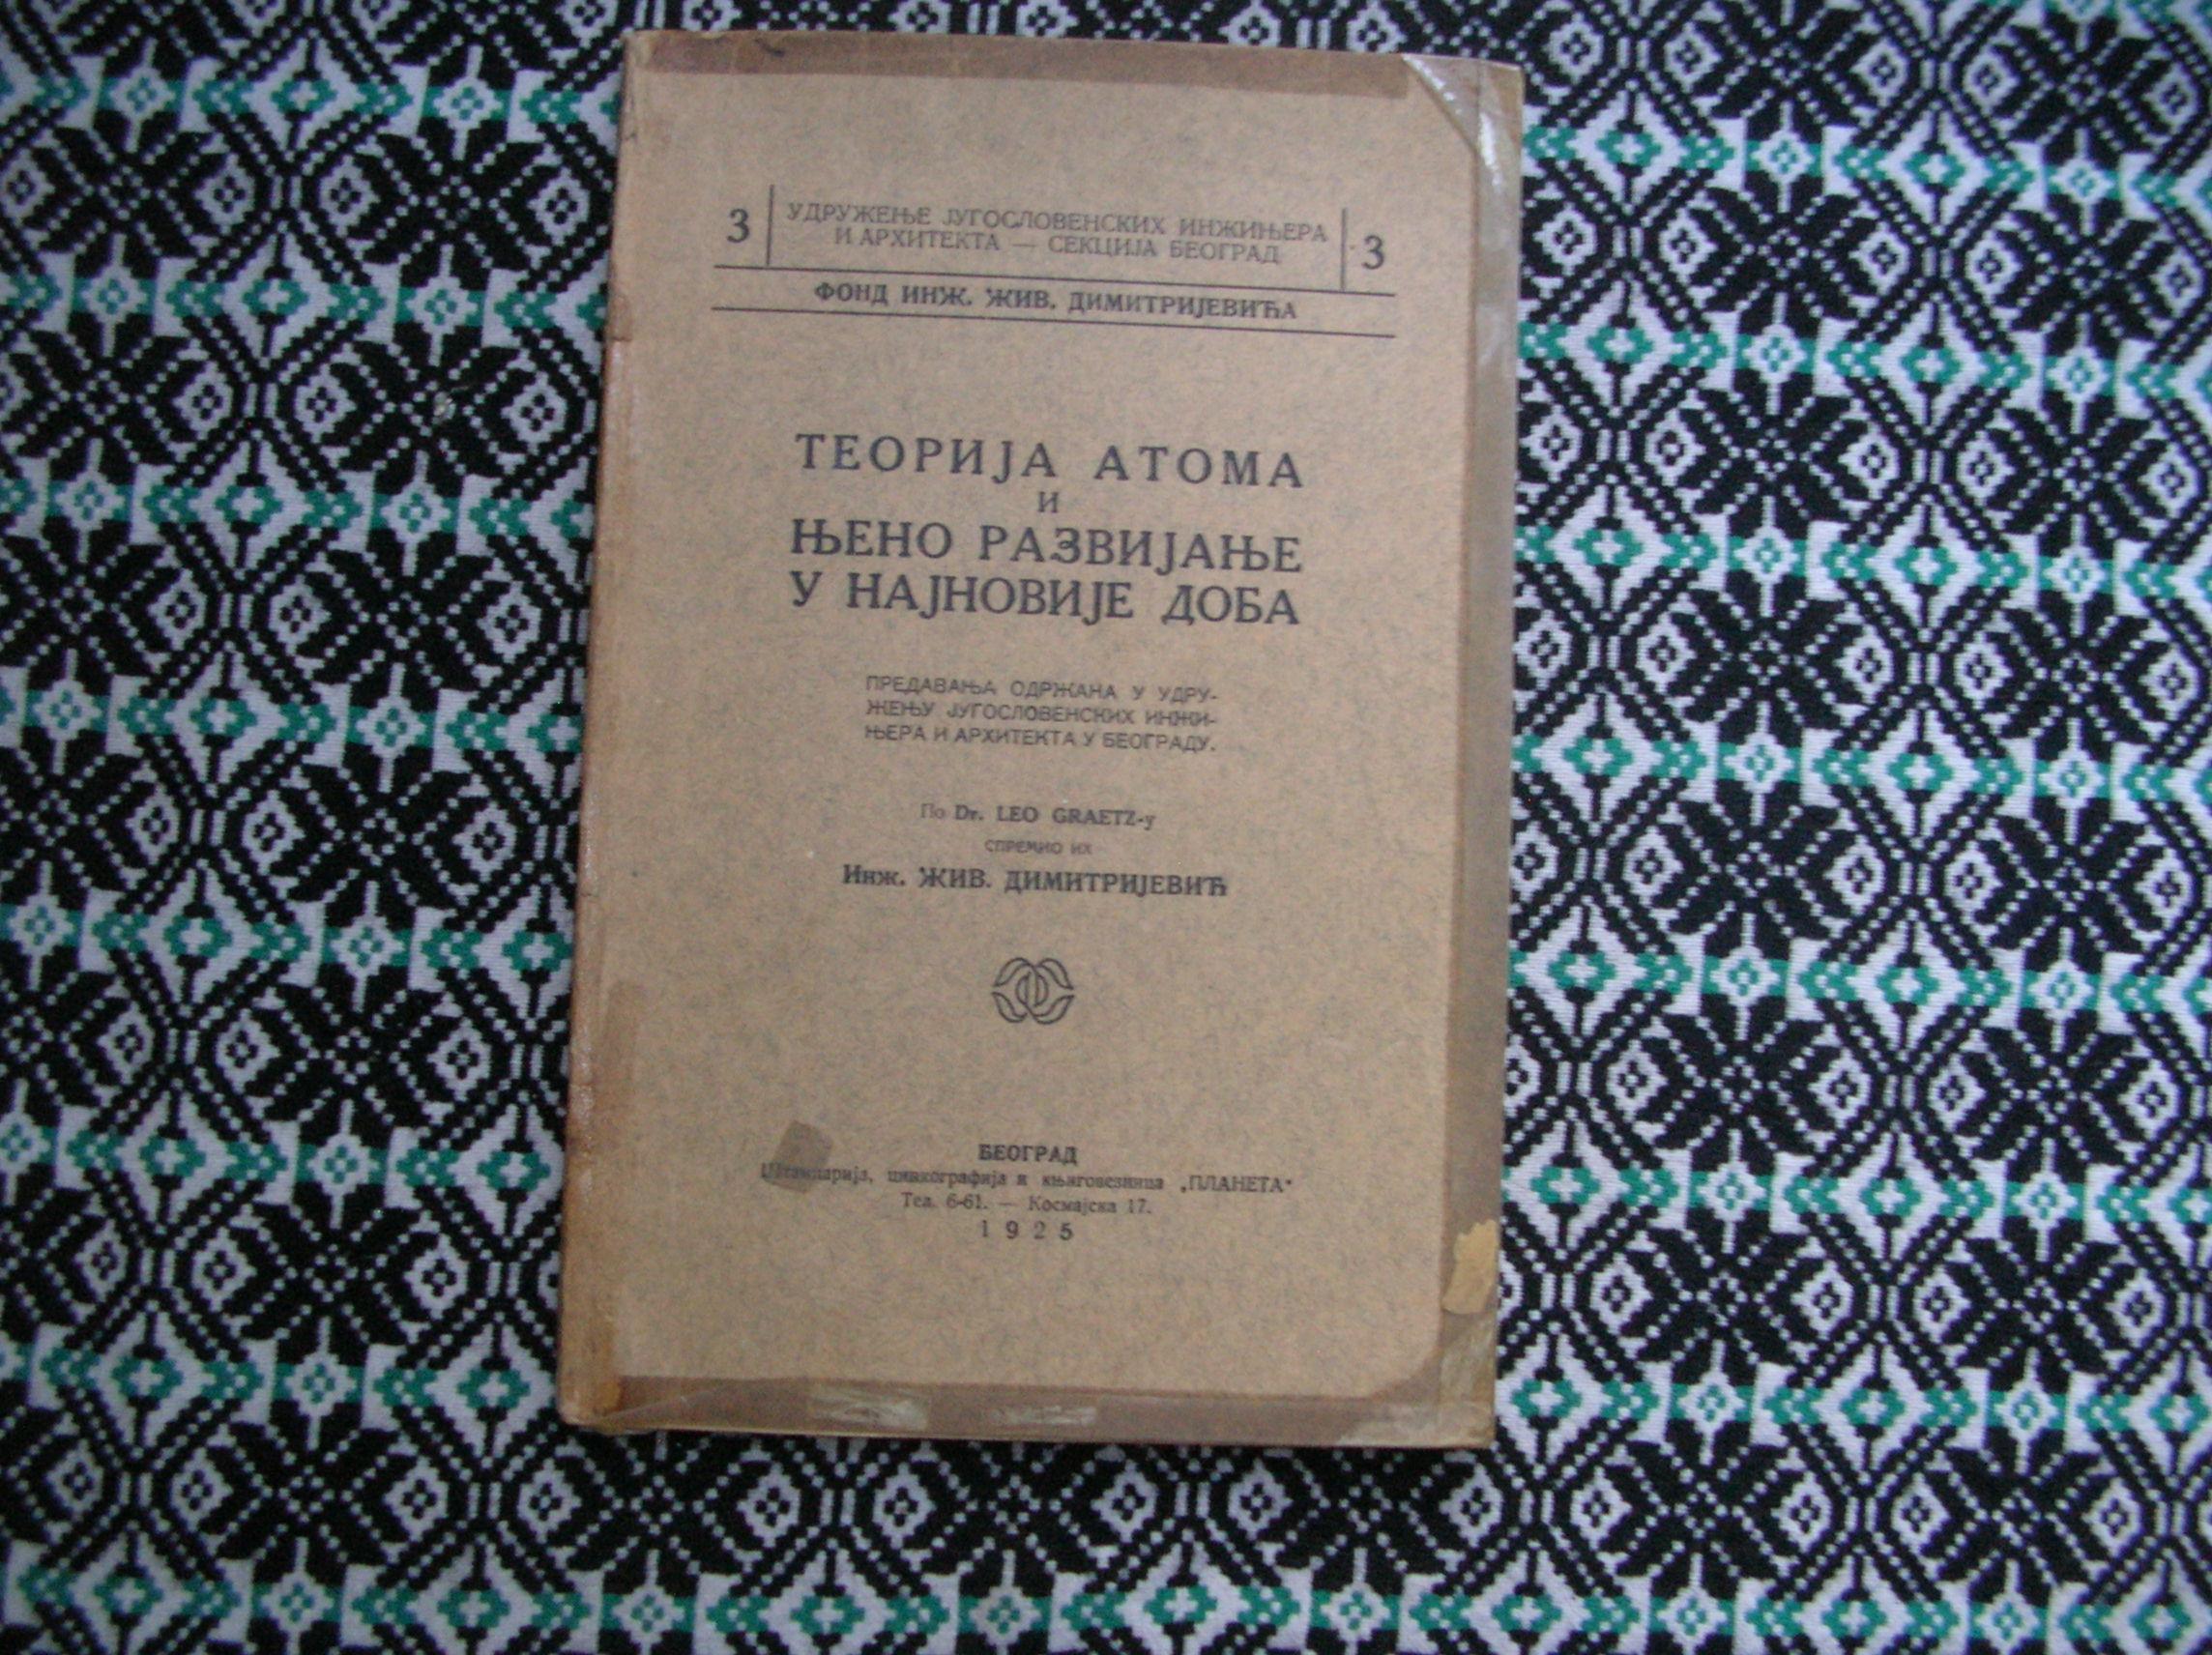 3 УДРУЖЕЊЕ ЈУГОСЛОВЕНСКИХ ИНЖИЊЕРА 3
И АРХИТЕКТА — СЕКЦИЈА БЕОГРАД
ФОНД ИНЖ. ЖИВ. ДИМИТРИЈЕВИЋА
ТЕОРИЈА АТОМА
И
ЊЕНО РАЗВИЈАЊЕ
У НАЈНОВИЈЕ ДОБА
ПРЕДАВАЊА ОДРЖАНА У УДРУ-
ЖЕЊУ ЈУГОСЛОВЕНСКИХ ИНЖИ-
ЊЕРА И АРХИТЕКТА У БЕОГРАДУ.
По Dr. LEO GRAETZ-у
СПРЕМИО ИХ
Инж. ЖИВ. ДИМИТРИЈЕВИЋ
БЕОГРАД
Штампарија, цинкографија и књиговезница „ПЛАНЕТА"
Тел. 6-61. — Космајска 17.
1925